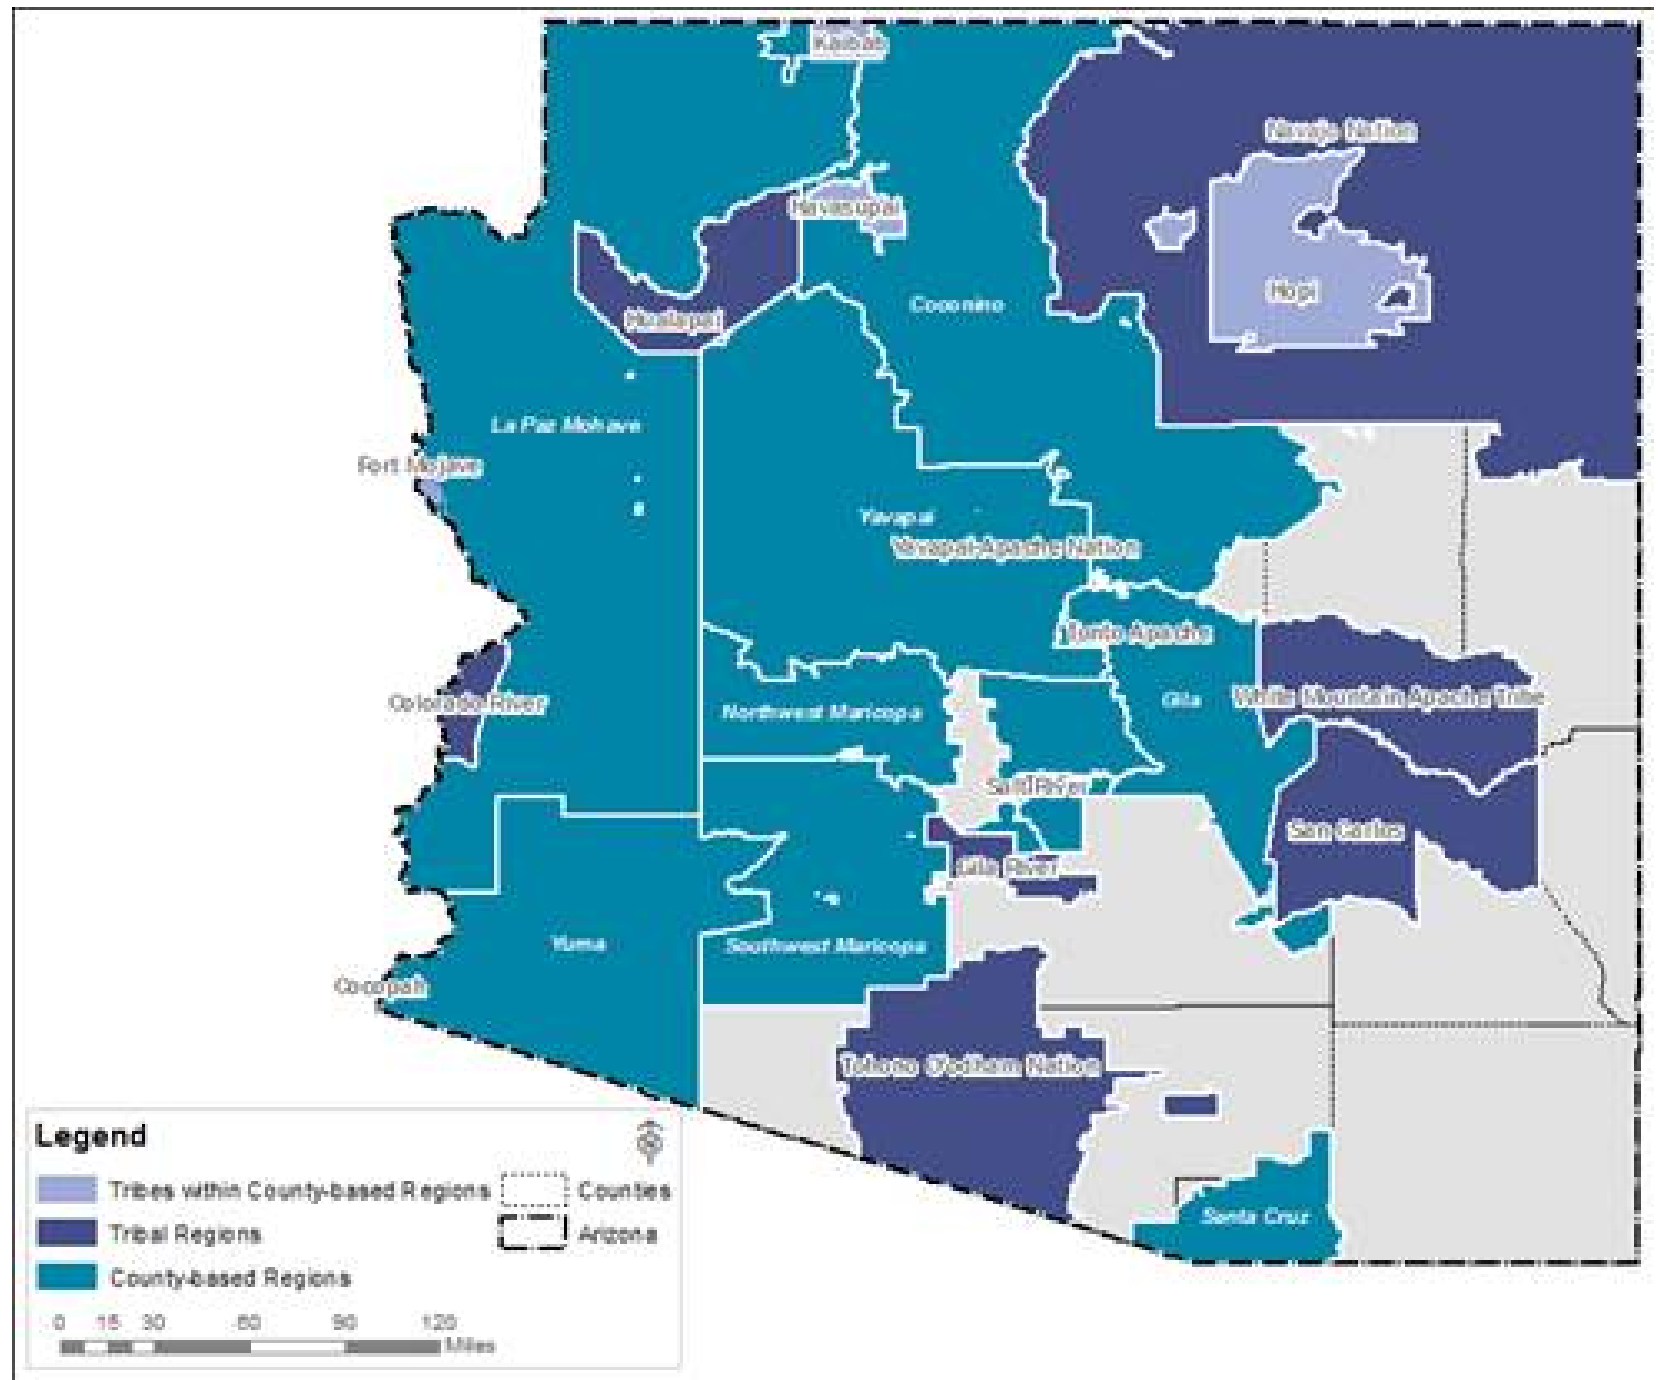 Kaibab
Navajo Nation
Havasupai
Hopi
Coconino
Hualapai
La Paz Mohave
Fort Mojave
Yavapai
Yavapai-Apache Nation
Tonto Apache
Colorado River
Northwest Maricopa
Gila
White Mountain Apache Tribe
Salt River
San Carlos
Gila River
Yuma
Southwest Maricopa
Cocopah
Tohono O'odham Nation
Santa Cruz
Legend
Tribes within County-based Regions
Counties
Tribal Regions
Arizona
County-based Regions
0 15 30 60 90 120
Miles